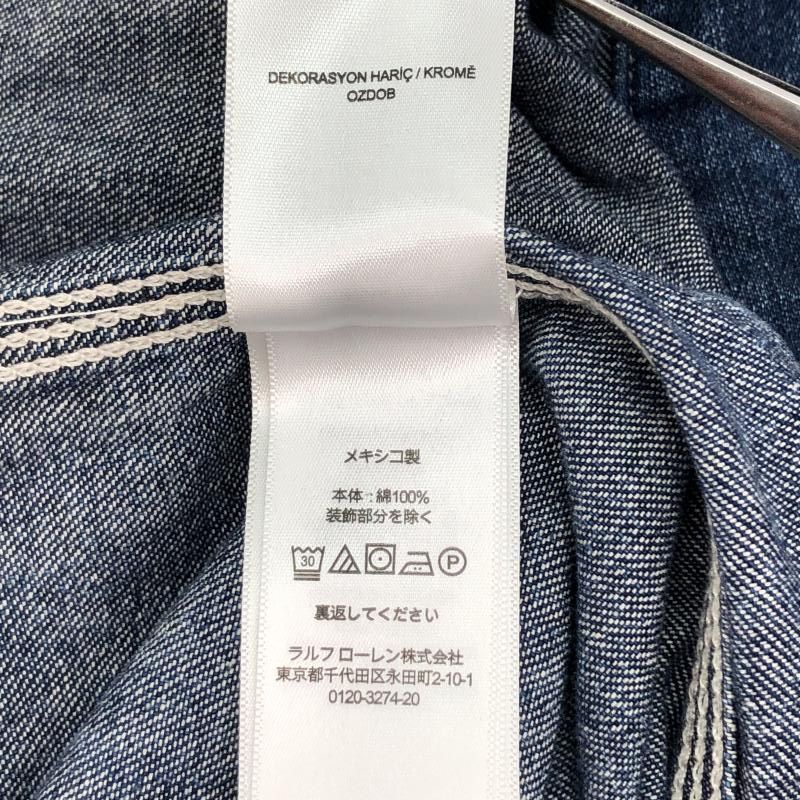 DEKORASYON HARİÇ / KROMĚ
OZDOB
メキシコ製
本体 : 綿100%
装飾部分を除く
30 P
裏返してください
ラルフ ローレン株式会社
東京都千代田区永田町2-10-1
0120-3274-20